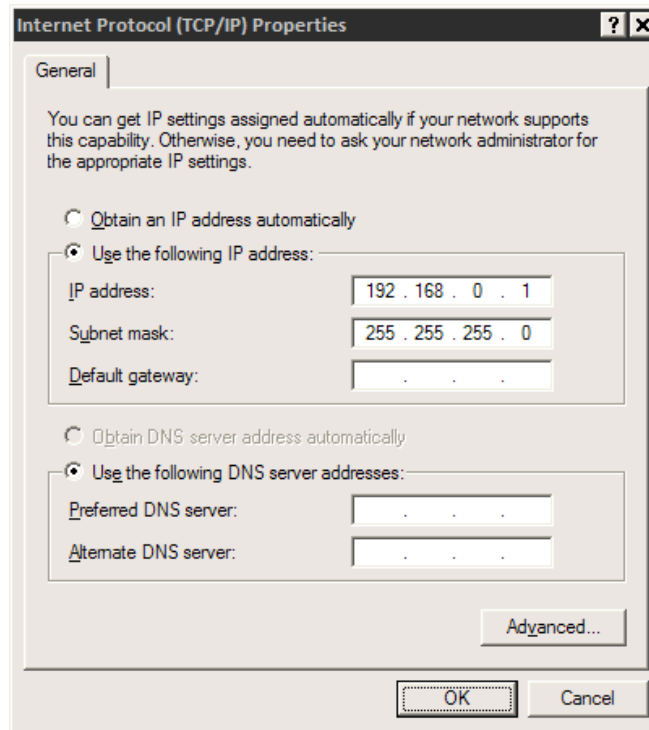 Internet Protocol (TCP/IP) Properties
General
You can get IP settings assigned automatically if your network supports
this capability. Otherwise, you need to ask your network administrator for
the appropriate IP settings.
Obtain an IP address automatically
Use the following IP address:
IP address: 192 . 168 . 0 . 1
Subnet mask: 255 . 255 . 255 . 0
Default gateway: . . .
Obtain DNS server address automatically
Use the following DNS server addresses:
Preferred DNS server: . . .
Alternate DNS server: . . .
Advanced...
OK Cancel